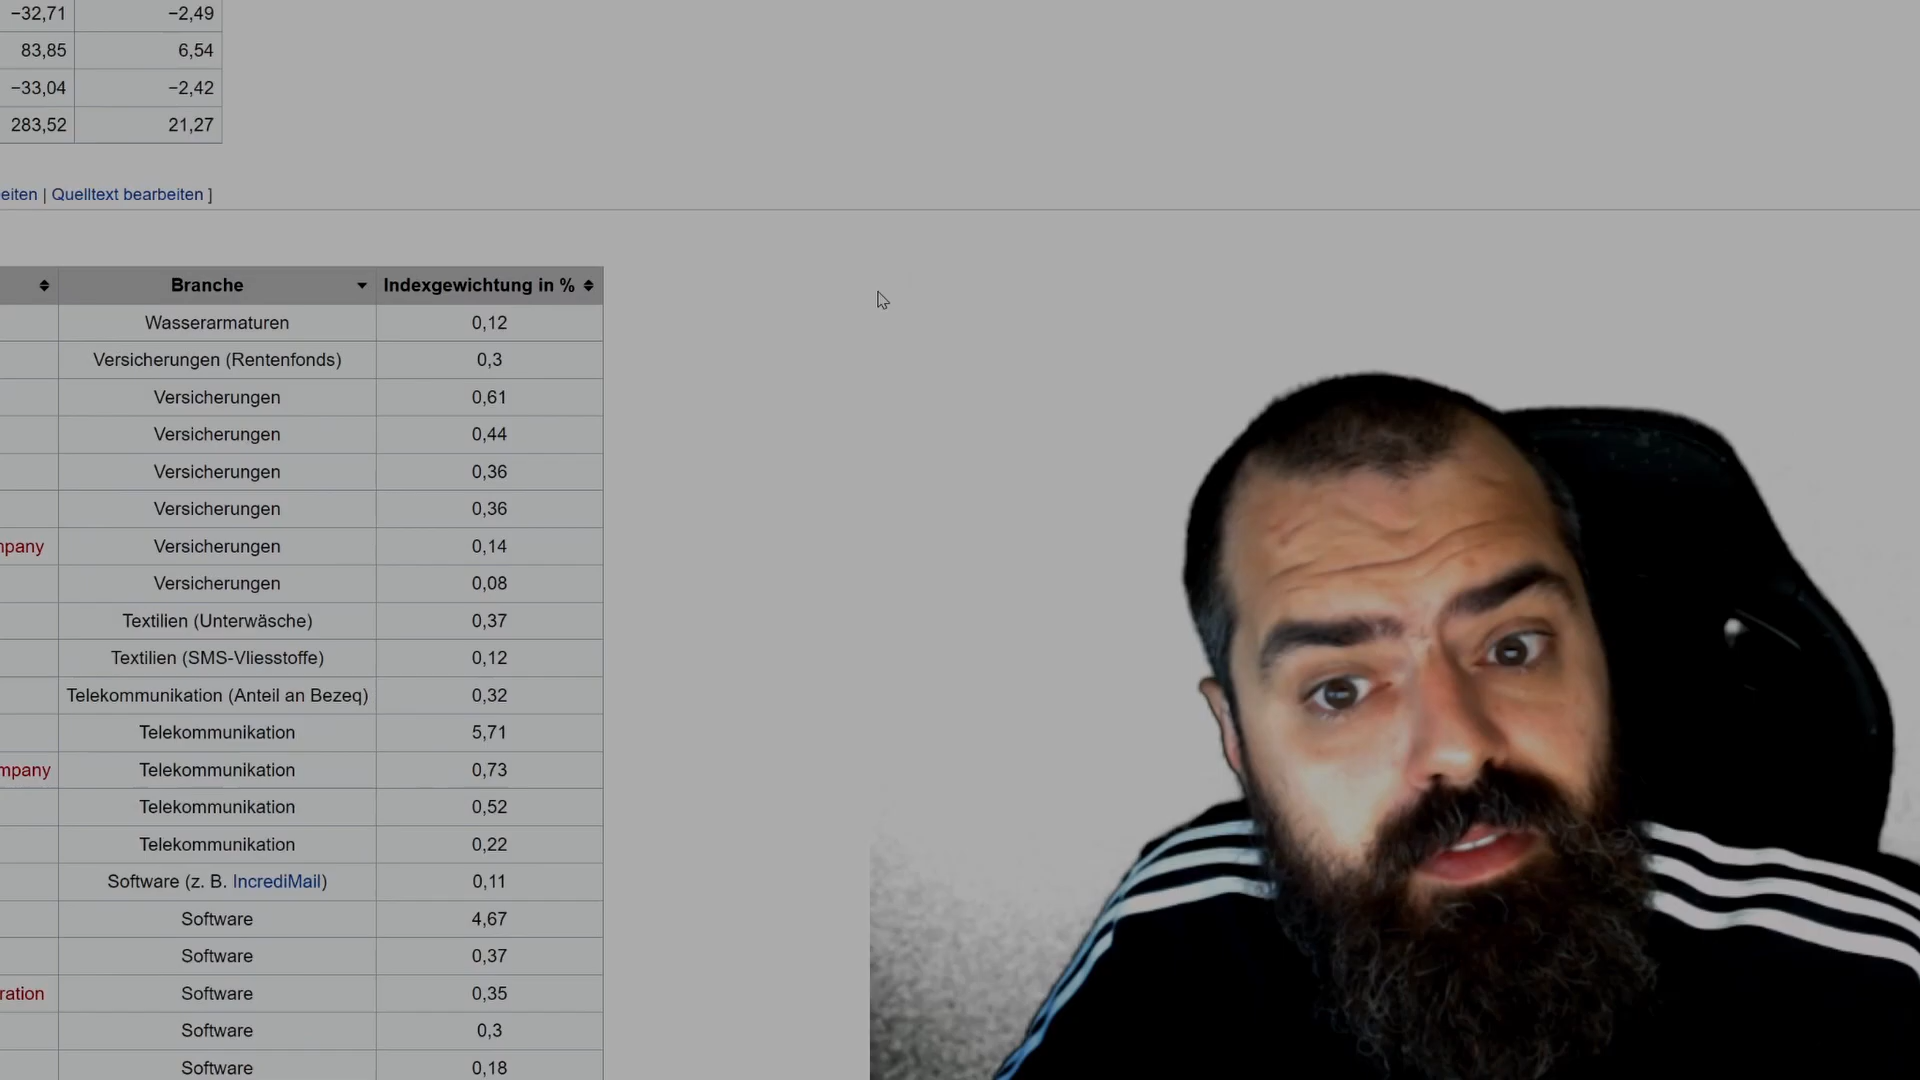 −32,71 −2,49
83,85 6,54
−33,04 −2,42
283,52 21,27
eiten | Quelltext bearbeiten ]
Branche Indexgewichtung in %
Wasserarmaturen 0,12
Versicherungen (Rentenfonds) 0,3
Versicherungen 0,61
Versicherungen 0,44
Versicherungen 0,36
Versicherungen 0,36
mpany Versicherungen 0,14
Versicherungen 0,08
Textilien (Unterwäsche) 0,37
Textilien (SMS-Vliesstoffe) 0,12
Telekommunikation (Anteil an Bezeq) 0,32
Telekommunikation 5,71
mpany Telekommunikation 0,73
Telekommunikation 0,52
Telekommunikation 0,22
Software (z. B. IncrediMail) 0,11
Software 4,67
Software 0,37
ration Software 0,35
Software 0,3
Software 0,18